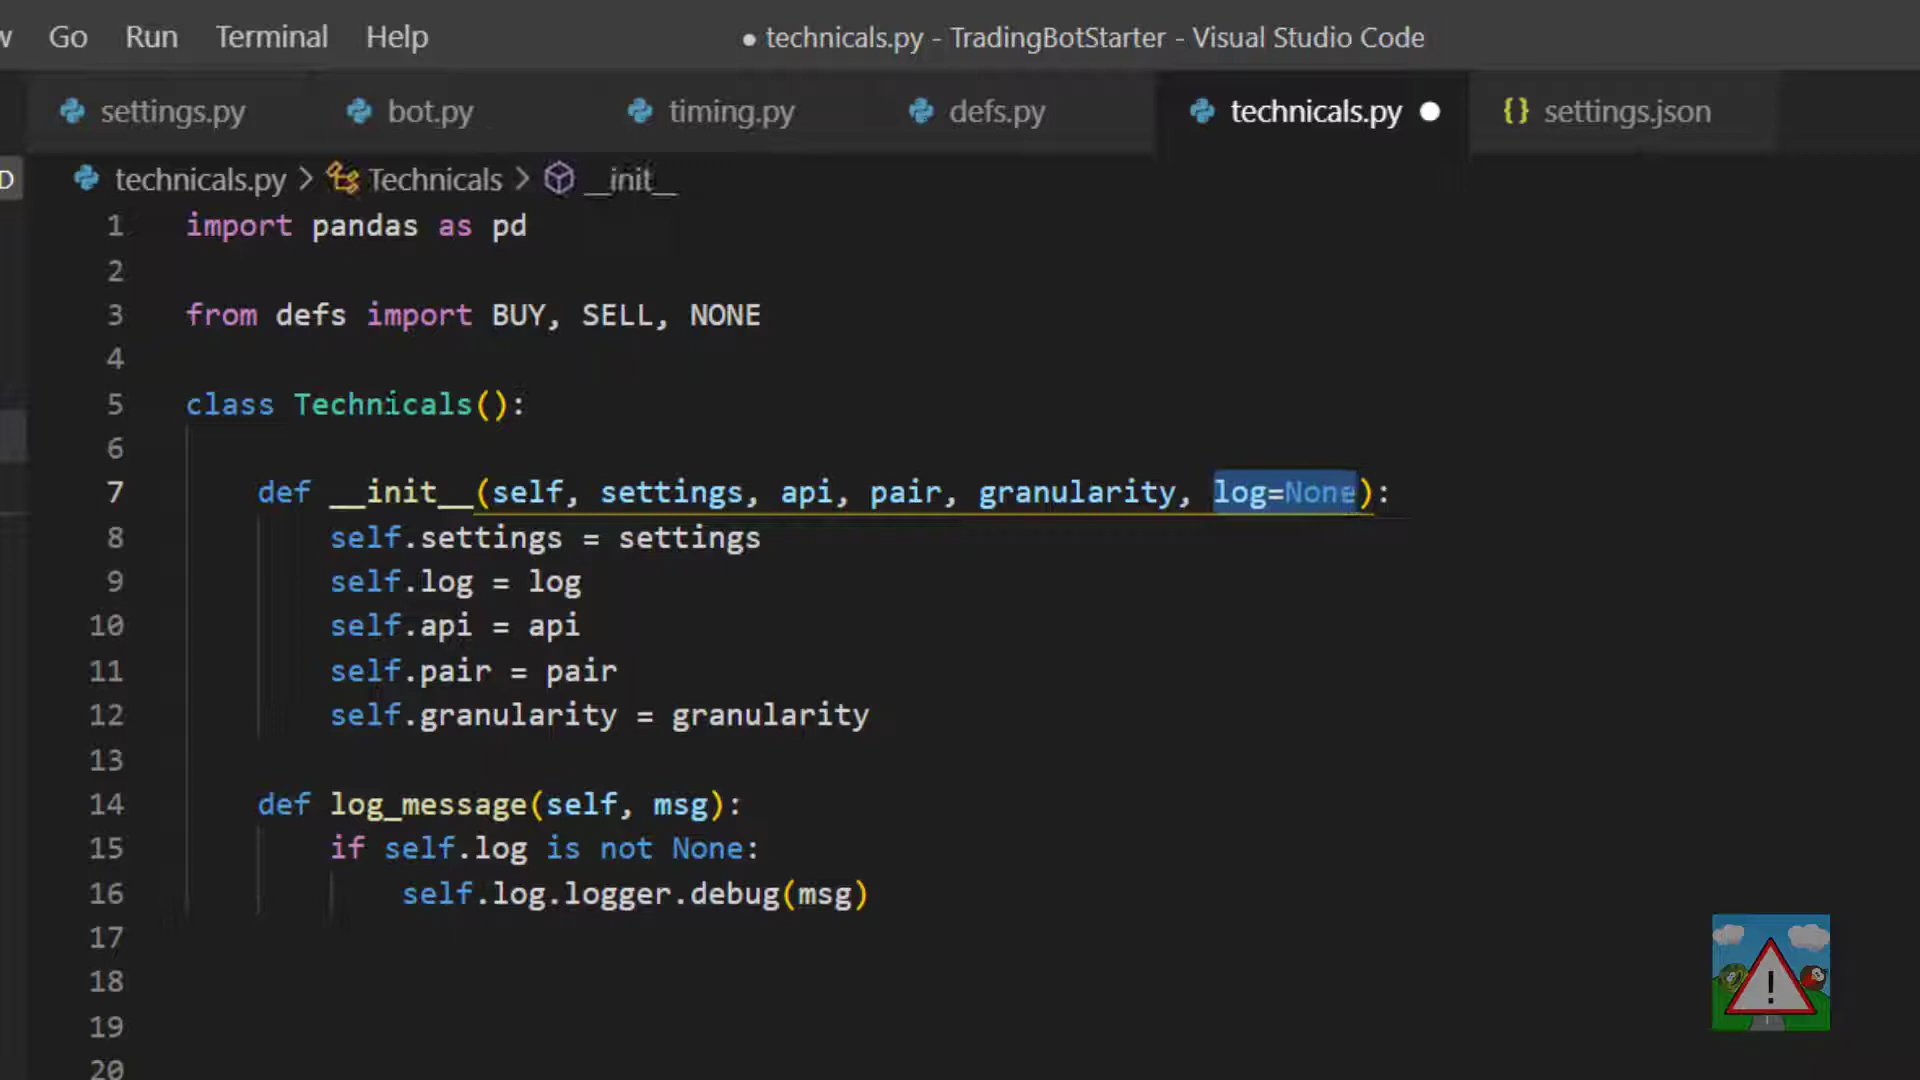 Go Run Terminal Help ● technicals.py - TradingBotStarter - Visual Studio Code
settings.py bot.py timing.py defs.py technicals.py ● {} settings.json
technicals.py > Technicals > __init__
1 import pandas as pd
2
3 from defs import BUY, SELL, NONE
4
5 class Technicals():
6
7 def __init__(self, settings, api, pair, granularity, log=None):
8 self.settings = settings
9 self.log = log
10 self.api = api
11 self.pair = pair
12 self.granularity = granularity
13
14 def log_message(self, msg):
15 if self.log is not None:
16 self.log.logger.debug(msg)
17
18
19
20